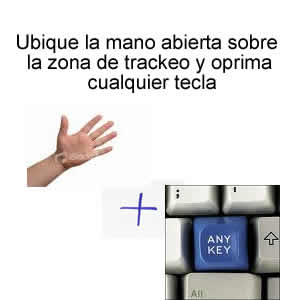 Ubique la mano abierta sobre
la zona de trackeo y oprima
cualquier tecla
+
;
ANY
KEY
Alt